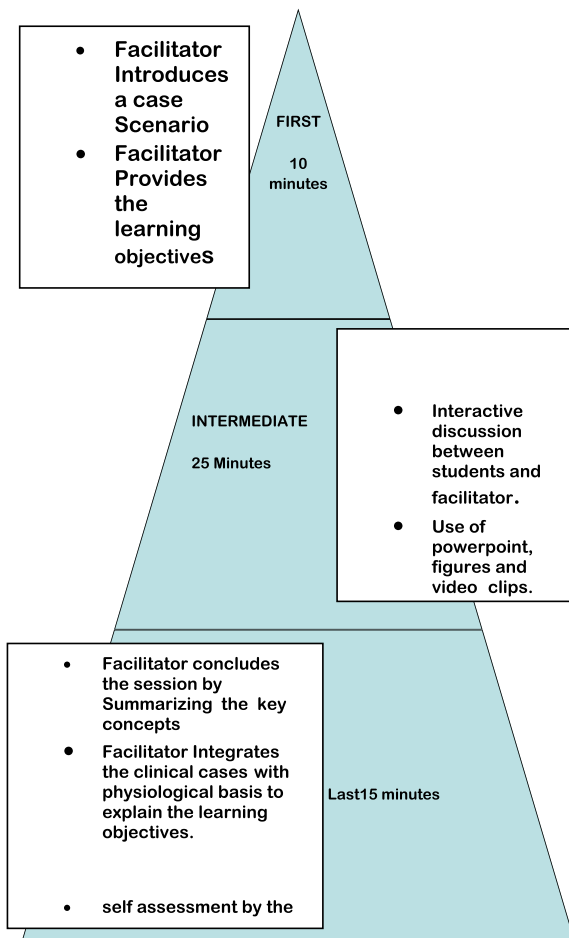 • Facilitator
Introduces
a case
Scenario
• Facilitator
Provides
the
learning
objectives
FIRST
10
minutes
INTERMEDIATE
25 Minutes
• Interactive
discussion
between
students and
facilitator.
• Use of
powerpoint,
figures and
video clips.
• Facilitator concludes
the session by
Summarizing the key
concepts
• Facilitator Integrates
the clinical cases with
physiological basis to
explain the learning
objectives.
• self assessment by the
Last15 minutes